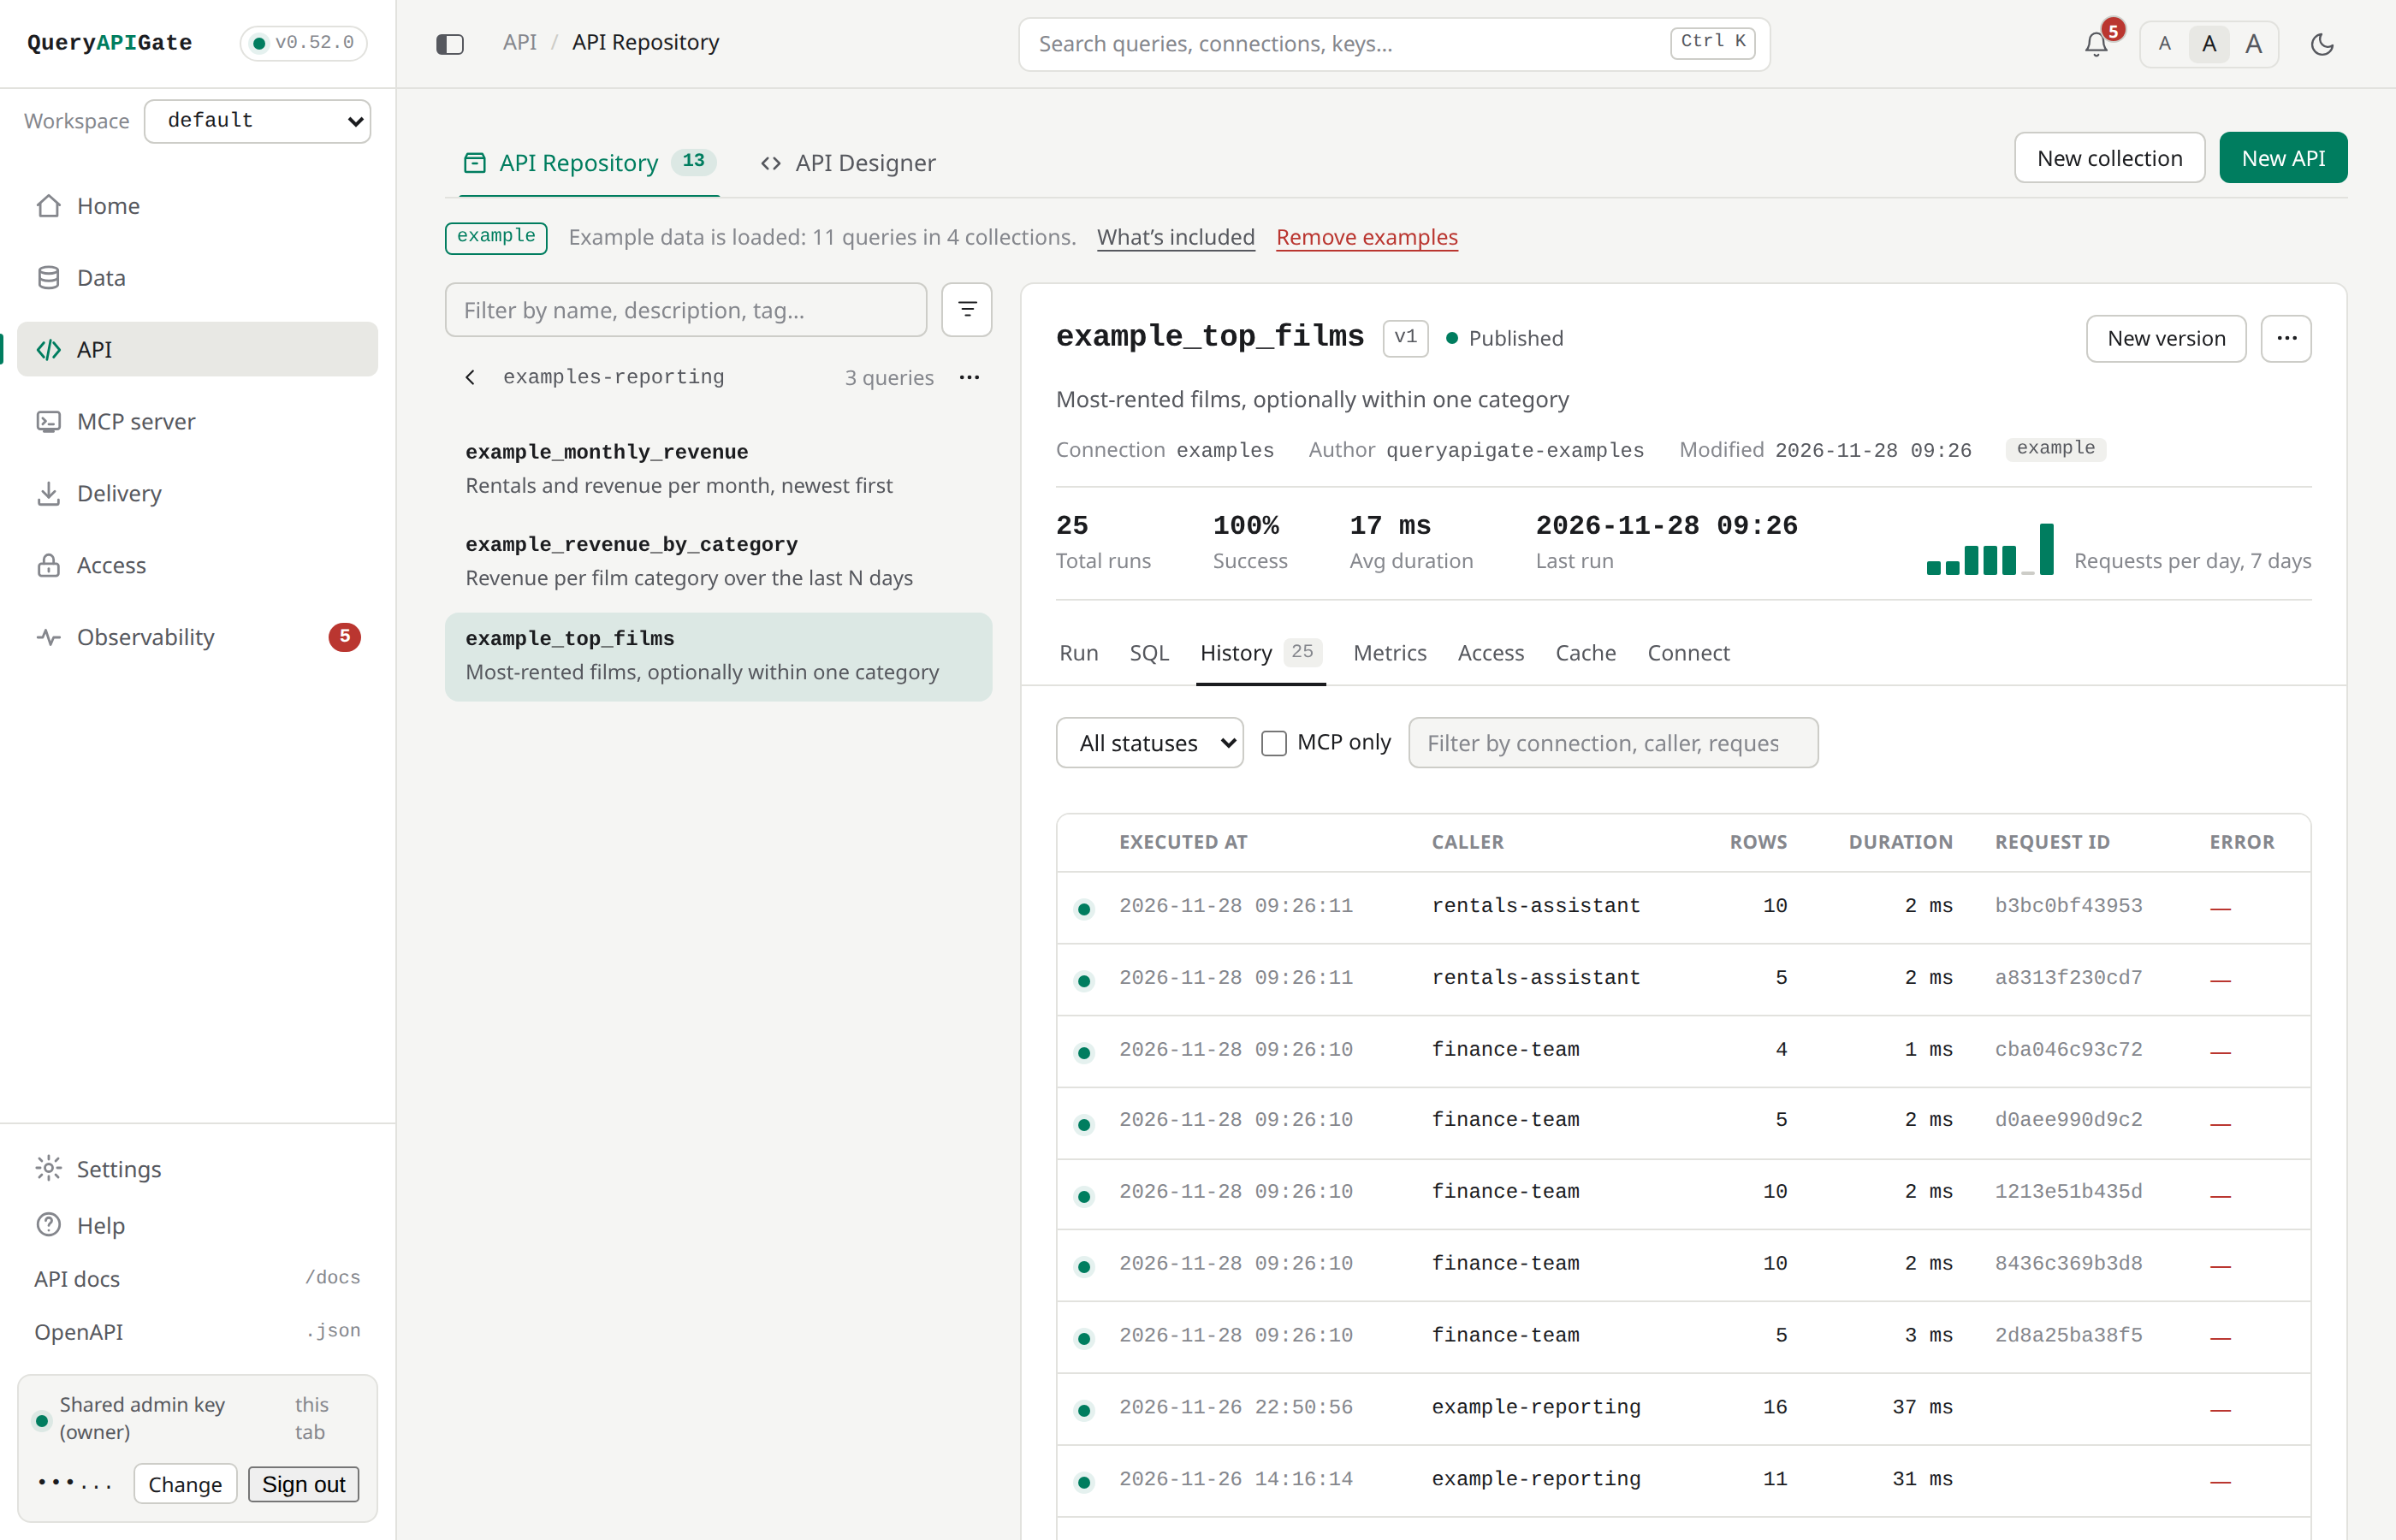 QueryAPIGate
v0.52.0
API / API Repository
Search queries, connections, keys...
Ctrl K
5
A A A
Workspace
default
Home
Data
API
MCP server
Delivery
Access
Observability
5
Settings
Help
API docs
/docs
OpenAPI
.json
Shared admin key (owner)
this tab
•••...
Change
Sign out
API Repository 13
API Designer
New collection
New API
example
Example data is loaded: 11 queries in 4 collections.
What's included
Remove examples
Filter by name, description, tag...
examples-reporting
3 queries
example_monthly_revenue
Rentals and revenue per month, newest first
example_revenue_by_category
Revenue per film category over the last N days
example_top_films
Most-rented films, optionally within one category
example_top_films
v1
Published
New version
Most-rented films, optionally within one category
Connection examples
Author queryapigate-examples
Modified 2026-11-28 09:26
example
25
Total runs
100%
Success
17 ms
Avg duration
2026-11-28 09:26
Last run
Requests per day, 7 days
Run
SQL
History 25
Metrics
Access
Cache
Connect
All statuses
MCP only
Filter by connection, caller, reques
EXECUTED AT CALLER ROWS DURATION REQUEST ID ERROR
2026-11-28 09:26:11 rentals-assistant 10 2 ms b3bc0bf43953 —
2026-11-28 09:26:11 rentals-assistant 5 2 ms a8313f230cd7 —
2026-11-28 09:26:10 finance-team 4 1 ms cba046c93c72 —
2026-11-28 09:26:10 finance-team 5 2 ms d0aee990d9c2 —
2026-11-28 09:26:10 finance-team 10 2 ms 1213e51b435d —
2026-11-28 09:26:10 finance-team 10 2 ms 8436c369b3d8 —
2026-11-28 09:26:10 finance-team 5 3 ms 2d8a25ba38f5 —
2026-11-26 22:50:56 example-reporting 16 37 ms —
2026-11-26 14:16:14 example-reporting 11 31 ms —